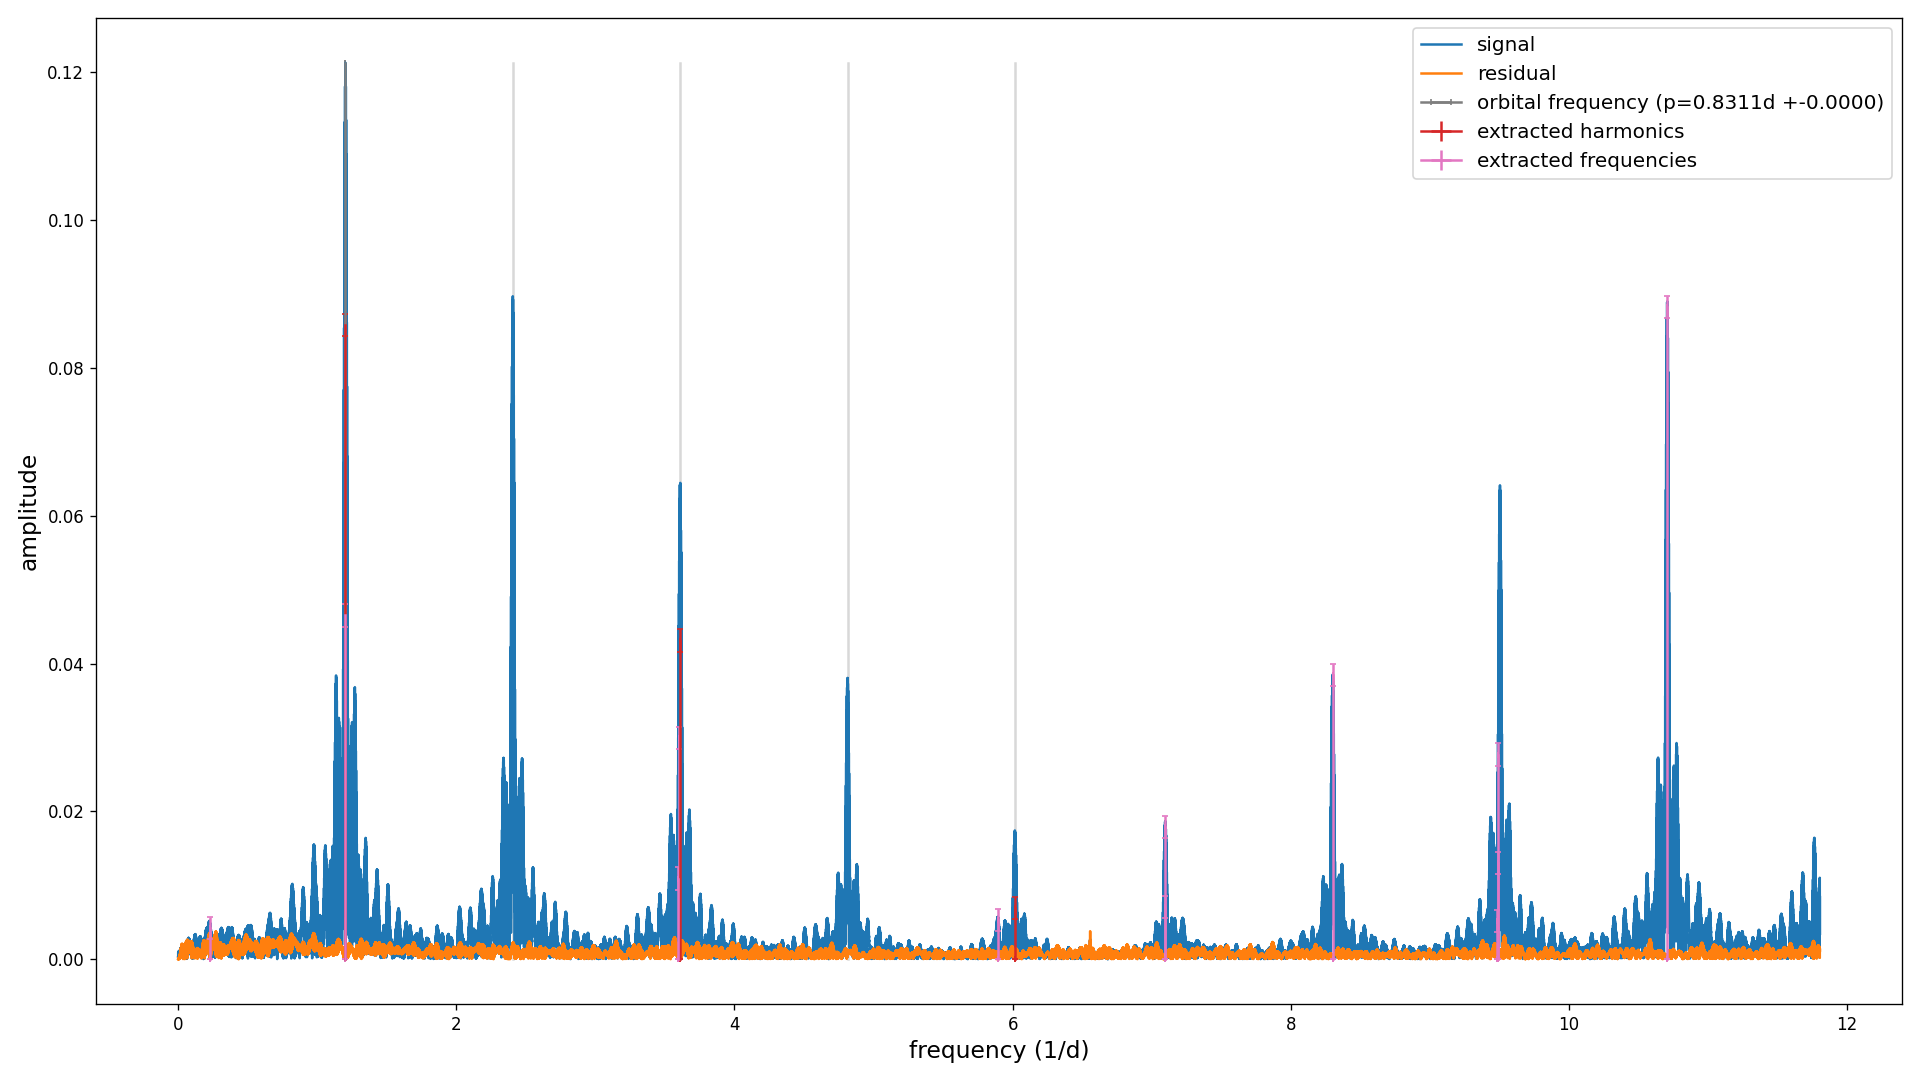 signal
residual
orbital frequency (p=0.8311d +-0.0000)
extracted harmonics
extracted frequencies
0.12
0.10
0.08
0.06
0.04
0.02
0.00
amplitude
0 2 4 6 8 10 12
frequency (1/d)